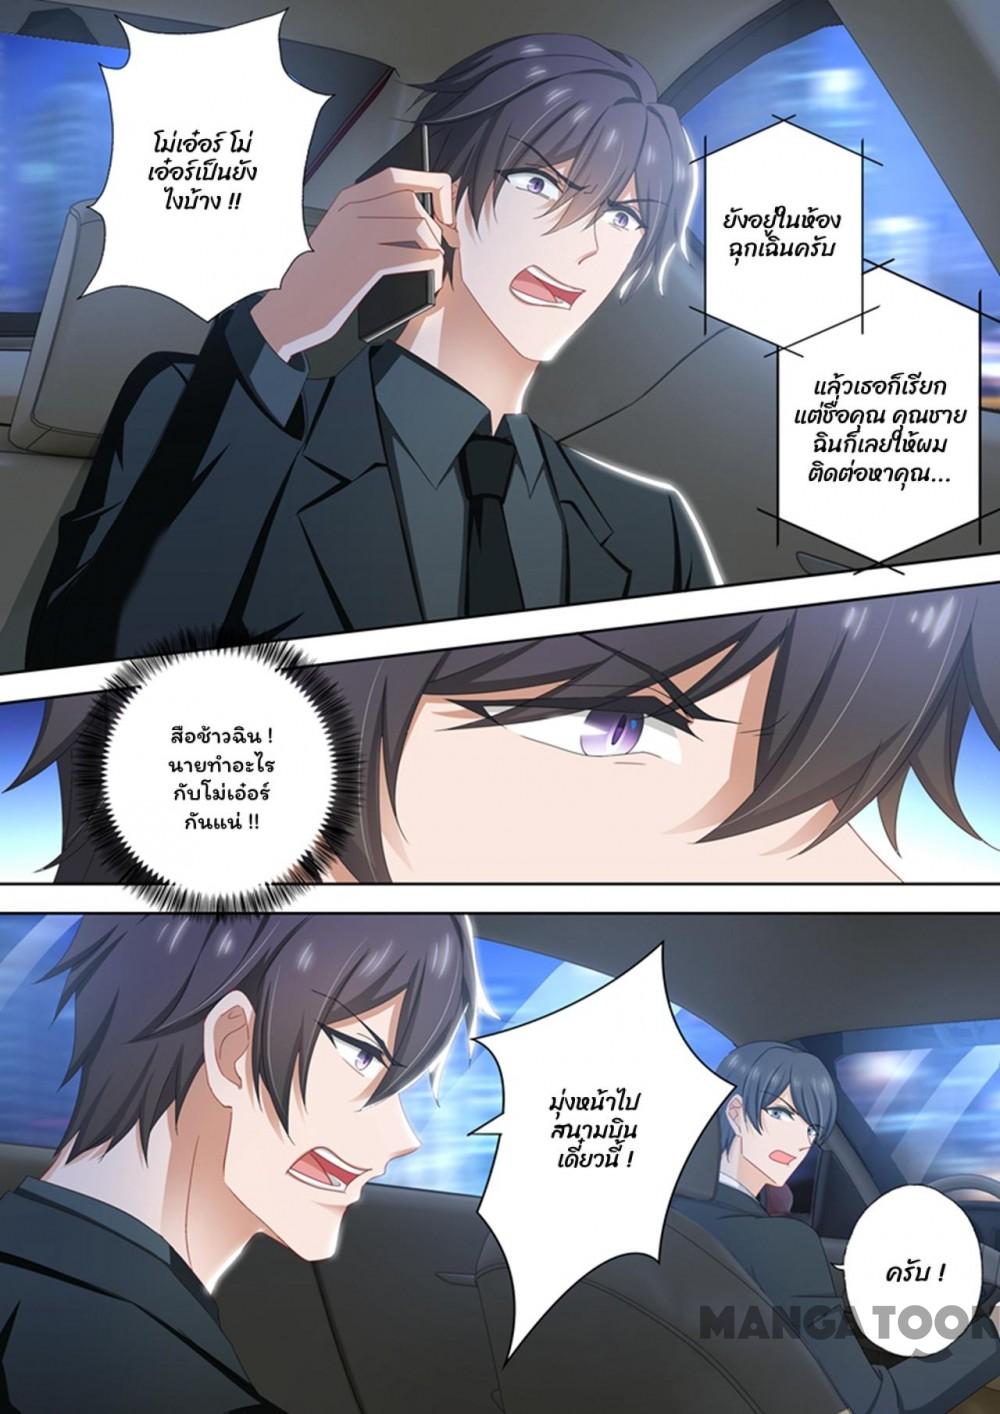 โม่เอ๋อร์ โม่
เอ๋อร์เป็นยัง
ไงบ้าง !!
ยังอยู่ในห้อง
ฉุกเฉินครับ
แล้วเธอก็เรียก
แต่ชื่อคุณ คุณชาย
ฉินก็เลยให้ผม
ติดต่อหาคุณ...
สือช้าวฉิน !
นายทำอะไร
กับโม่เอ๋อร์
กันแน่ !!
มุ่งหน้าไป
สนามบิน
เดี๋ยวนี้ !
ครับ !
MANGATOON